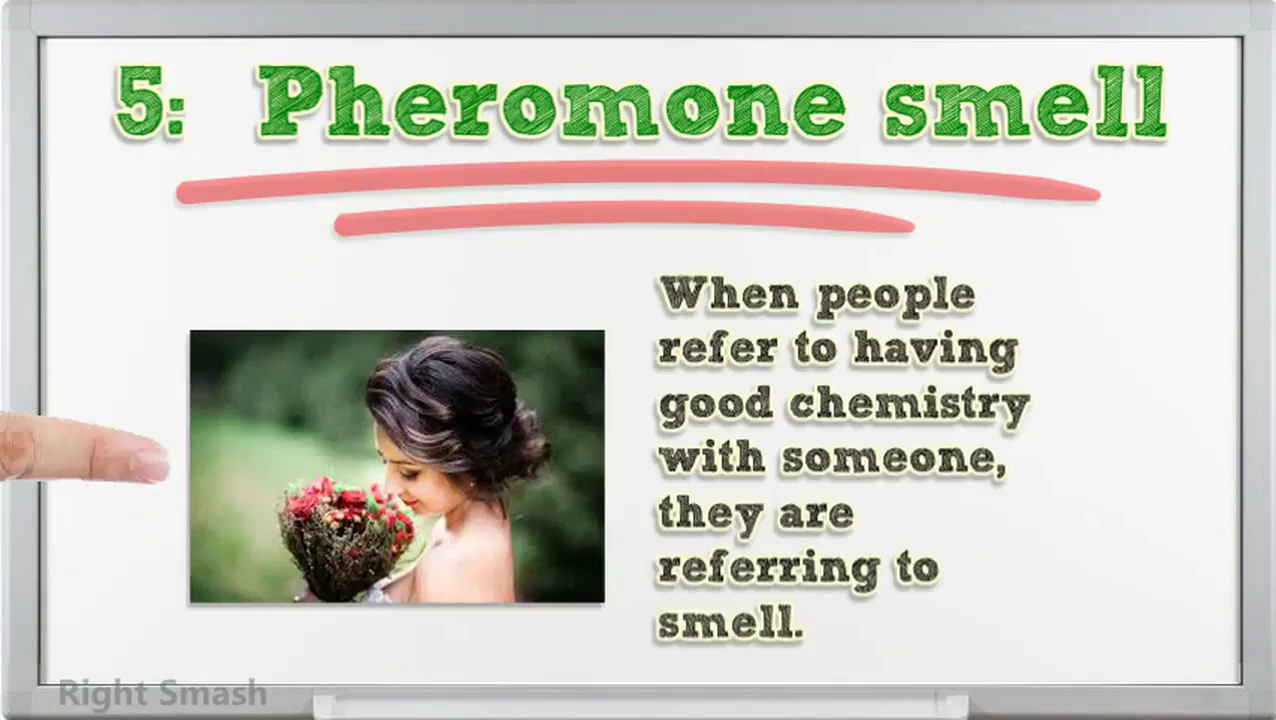 5: Pheromone smell
When people
refer to having
good chemistry
with someone,
they are
referring to
smell.
Right Smash